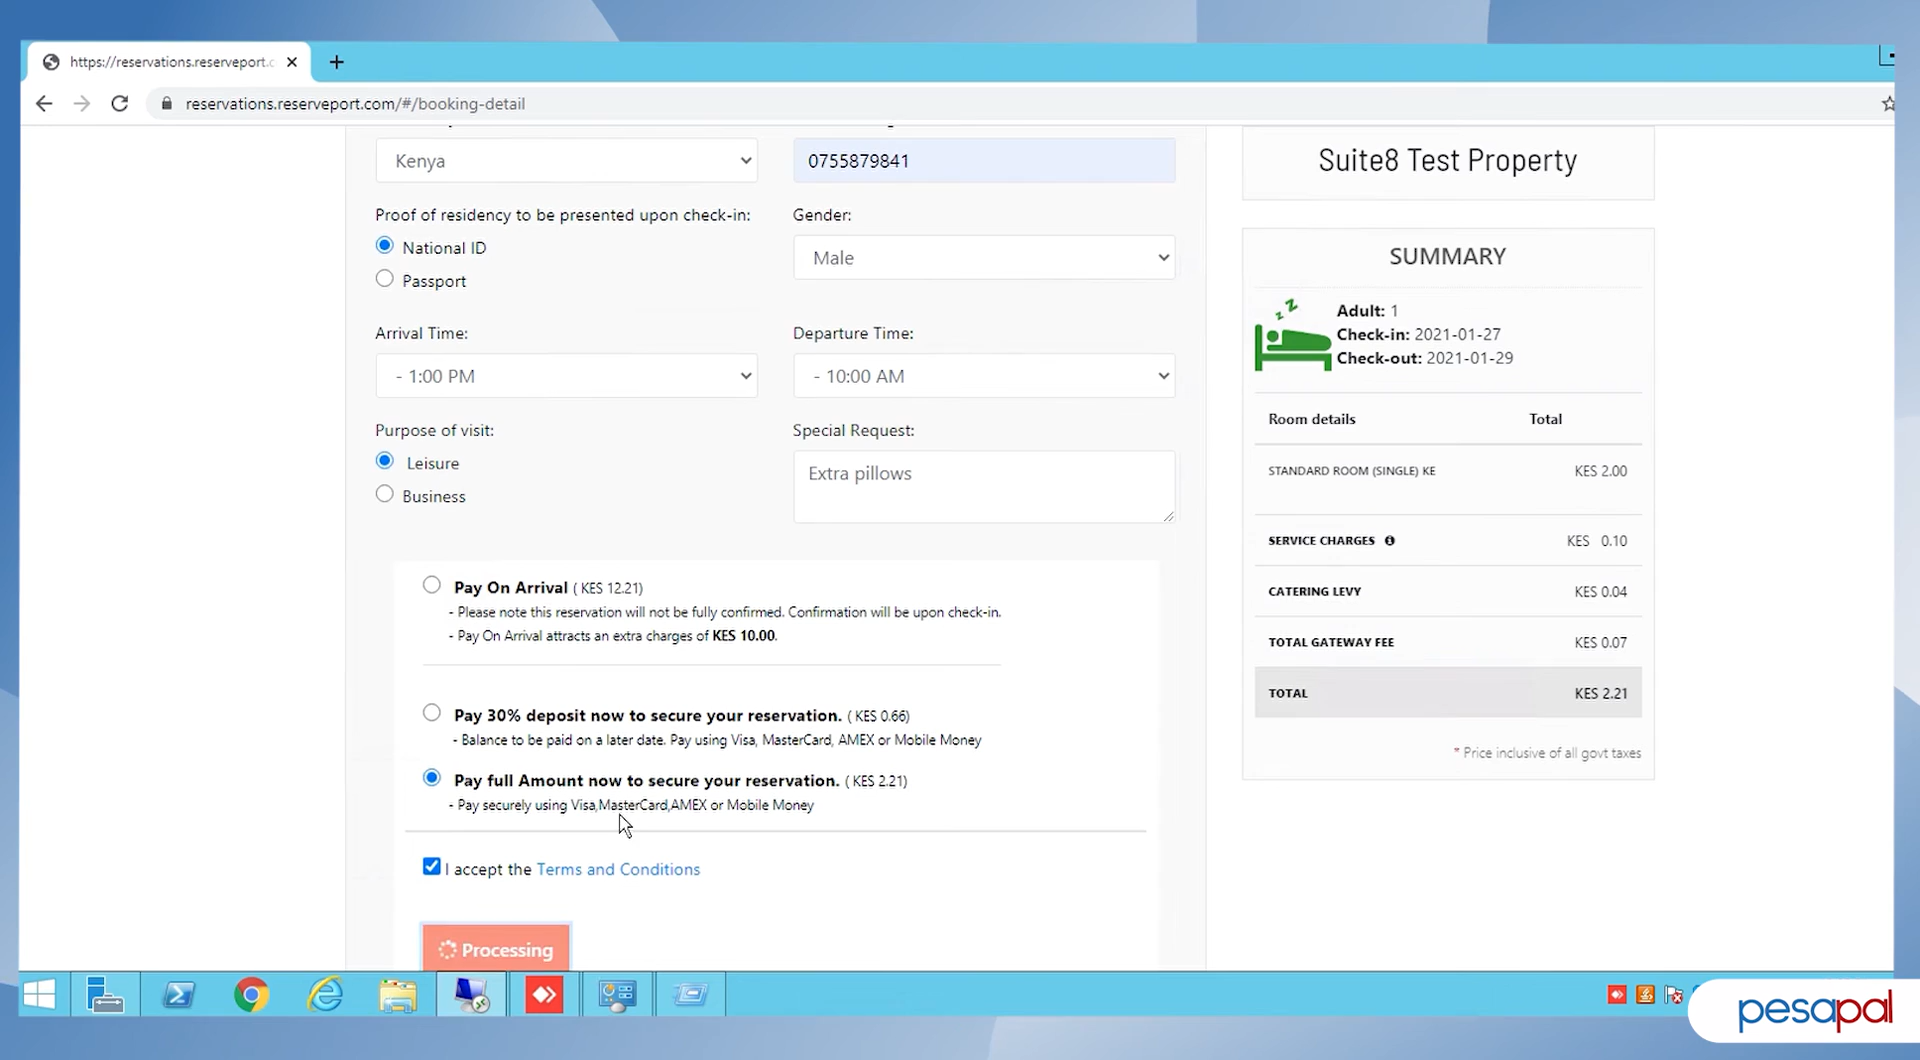 https://reservations.reserveport.c
reservations.reserveport.com/#/booking-detail
Kenya
0755879841
Proof of residency to be presented upon check-in:
National ID
Passport
Gender:
Male
Arrival Time:
- 1:00 PM
Departure Time:
- 10:00 AM
Purpose of visit:
Leisure
Business
Special Request:
Extra pillows
Pay On Arrival ( KES 12.21)
- Please note this reservation will not be fully confirmed. Confirmation will be upon check-in.
- Pay On Arrival attracts an extra charges of KES 10.00.
Pay 30% deposit now to secure your reservation. ( KES 0.66)
- Balance to be paid on a later date. Pay using Visa, MasterCard, AMEX or Mobile Money
Pay full Amount now to secure your reservation. ( KES 2.21)
- Pay securely using Visa,MasterCard,AMEX or Mobile Money
I accept the Terms and Conditions
Processing
Suite8 Test Property
SUMMARY
Adult: 1
Check-in: 2021-01-27
Check-out: 2021-01-29
Room details Total
STANDARD ROOM (SINGLE) KE KES 2.00
SERVICE CHARGES KES 0.10
CATERING LEVY KES 0.04
TOTAL GATEWAY FEE KES 0.07
TOTAL KES 2.21
* Price inclusive of all govt taxes
pesapal